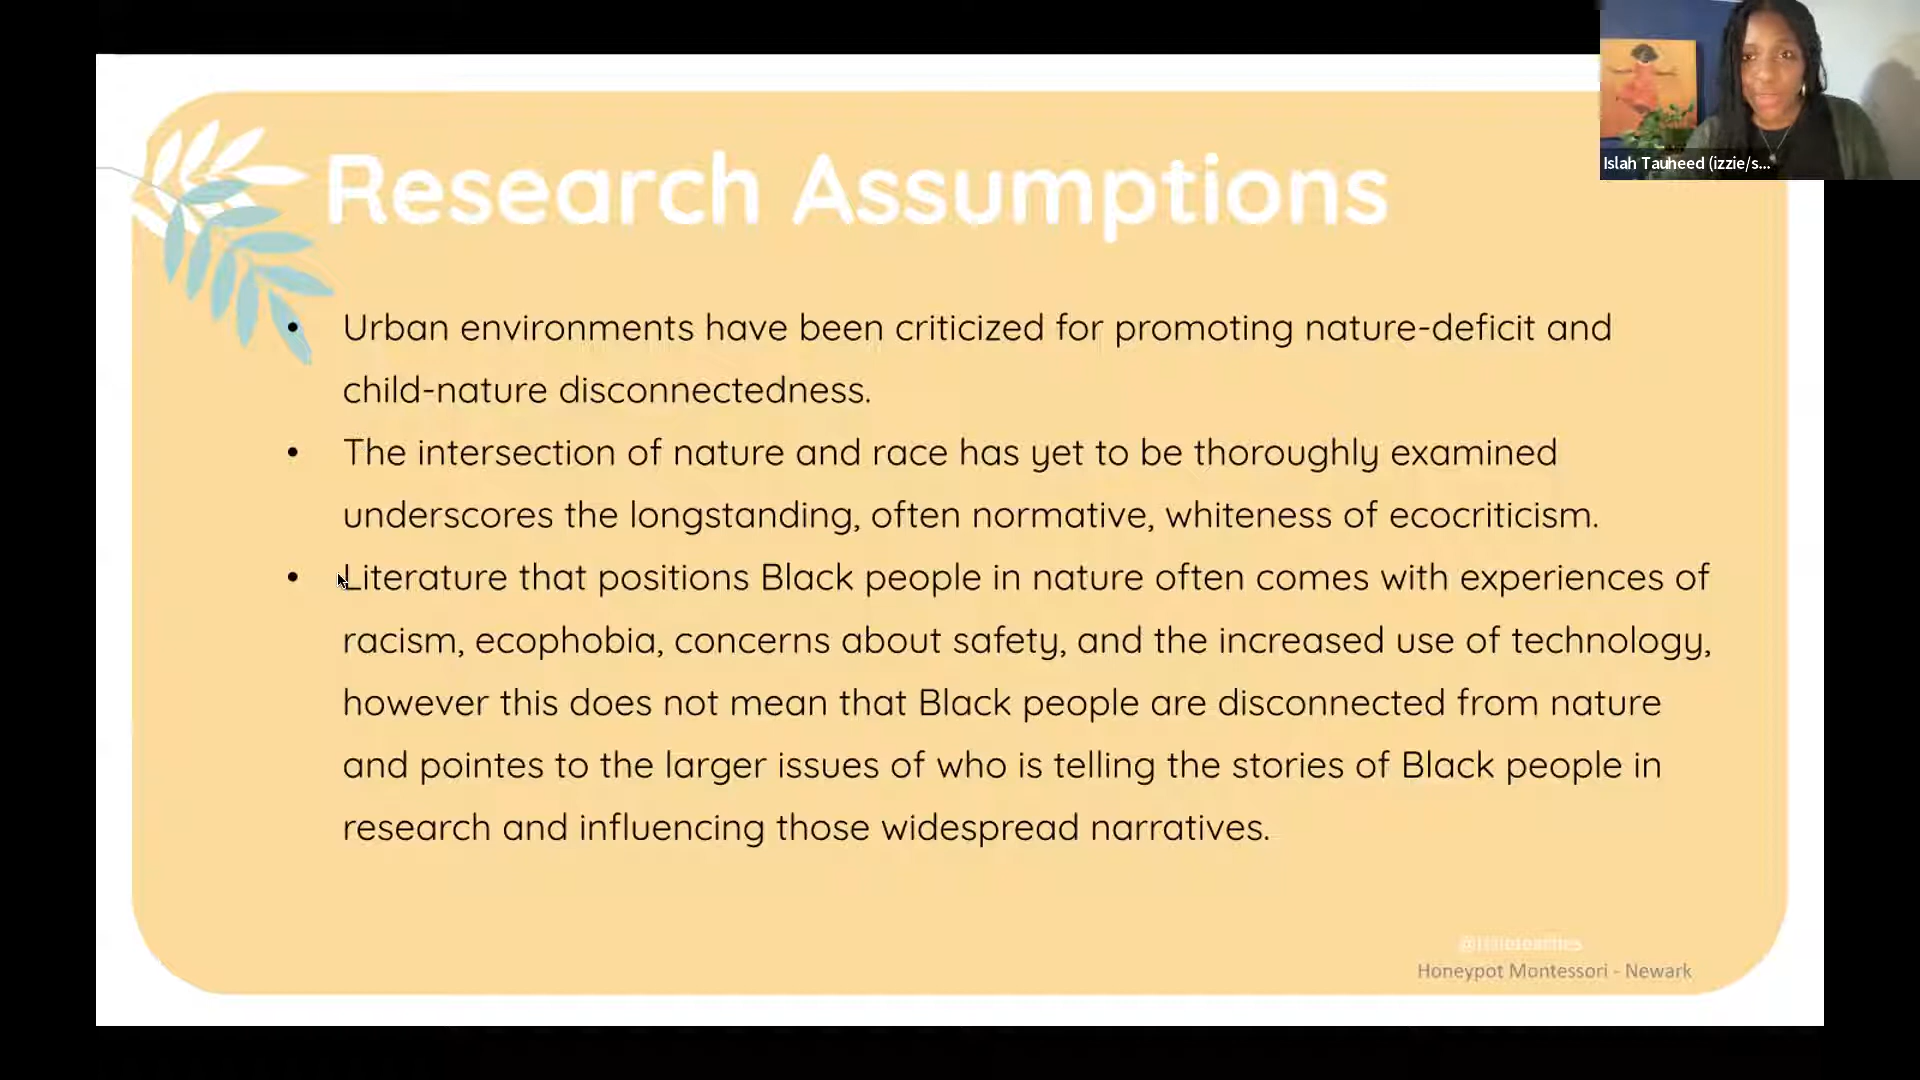 Research Assumptions
Islah Tauheed (izzie/s...
• Urban environments have been criticized for promoting nature-deficit and
child-nature disconnectedness.
• The intersection of nature and race has yet to be thoroughly examined
underscores the longstanding, often normative, whiteness of ecocriticism.
• Literature that positions Black people in nature often comes with experiences of
racism, ecophobia, concerns about safety, and the increased use of technology,
however this does not mean that Black people are disconnected from nature
and pointes to the larger issues of who is telling the stories of Black people in
research and influencing those widespread narratives.
Honeypot Montessori - Newark